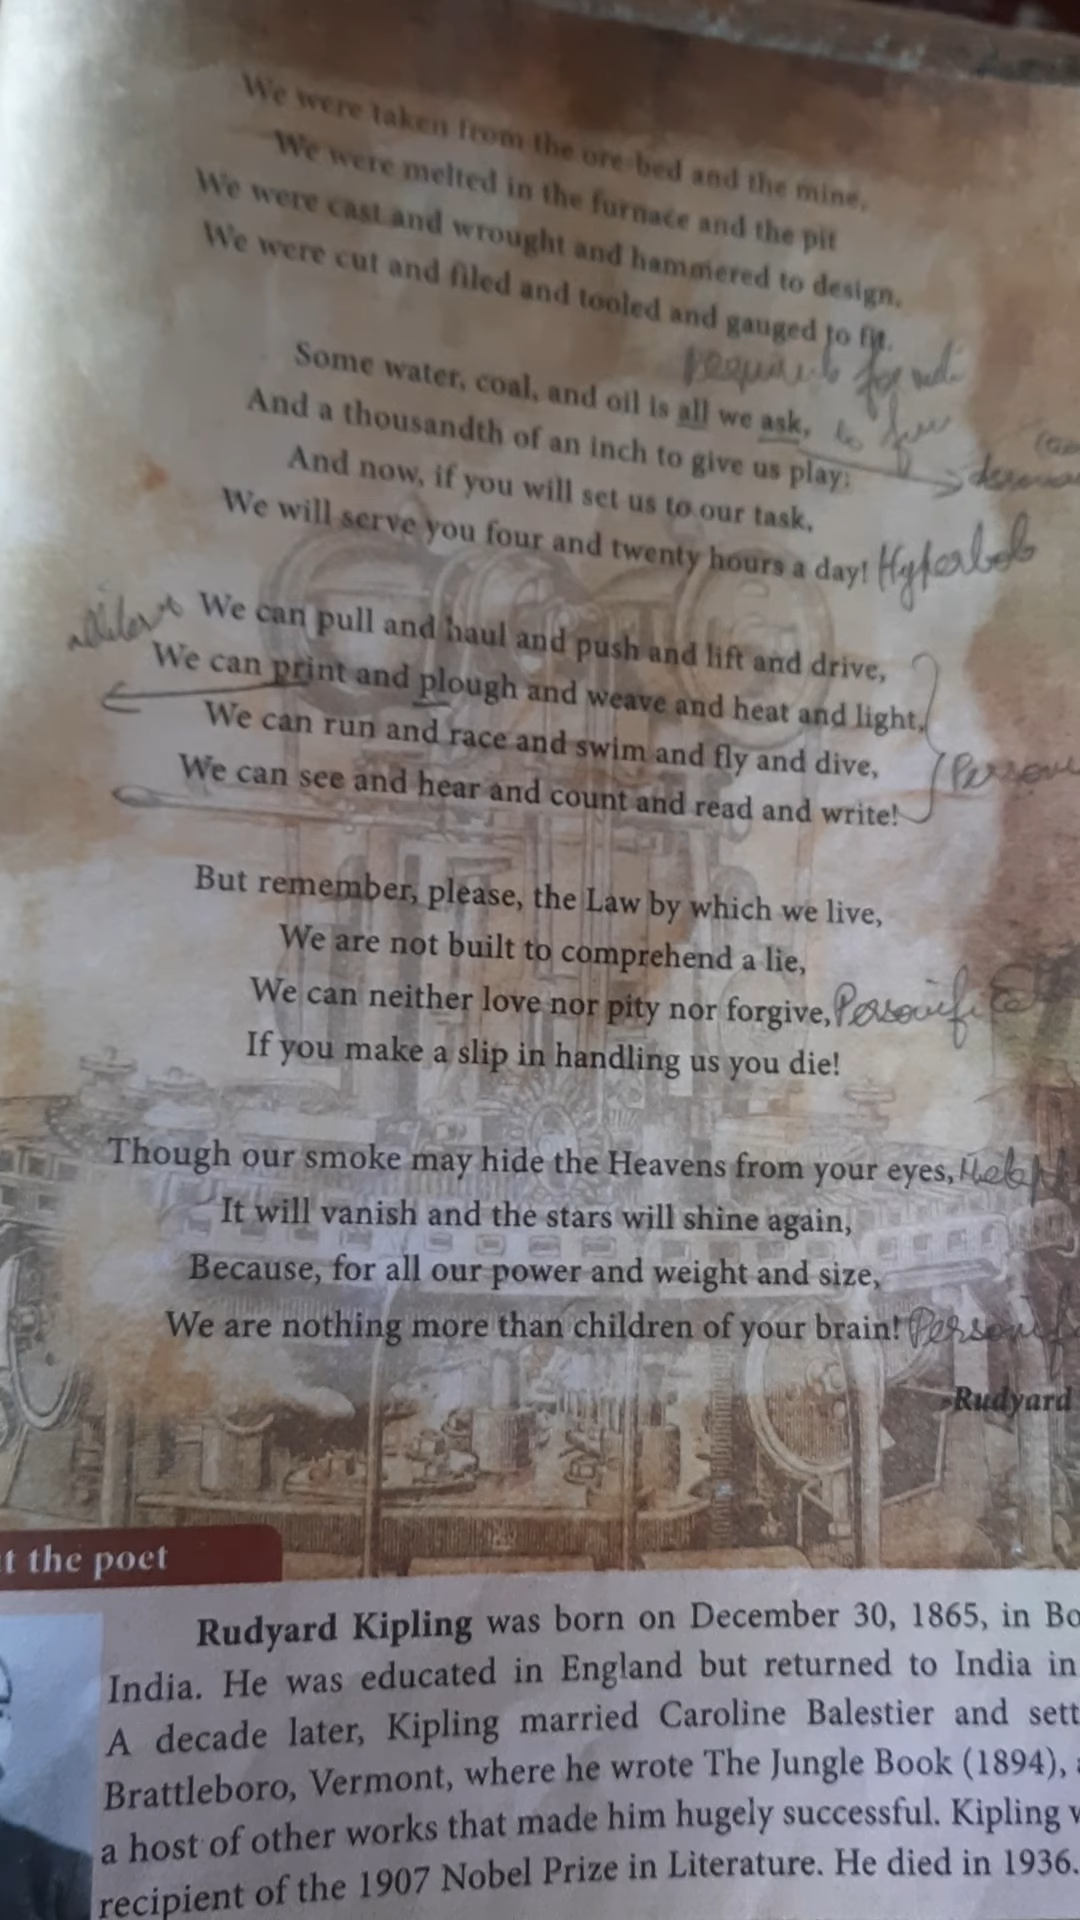 We were taken from the ore-bed and the mine,
We were melted in the furnace and the pit
We were cast and wrought and hammered to design,
We were cut and filed and tooled and gauged to fit.
Some water, coal, and oil is all we ask,
And a thousandth of an inch to give us play:
And now, if you will set us to our task,
We will serve you four and twenty hours a day! Hyperbole
We can pull and haul and push and lift and drive,
We can print and plough and weave and heat and light,
We can run and race and swim and fly and dive,
We can see and hear and count and read and write!
But remember, please, the Law by which we live,
We are not built to comprehend a lie,
We can neither love nor pity nor forgive,
If you make a slip in handling us you die!
Though our smoke may hide the Heavens from your eyes,
It will vanish and the stars will shine again,
Because, for all our power and weight and size,
We are nothing more than children of your brain!
-Rudyard
t the poet
Rudyard Kipling was born on December 30, 1865, in Bo
India. He was educated in England but returned to India in
A decade later, Kipling married Caroline Balestier and sett
Brattleboro, Vermont, where he wrote The Jungle Book (1894),
a host of other works that made him hugely successful. Kipling w
recipient of the 1907 Nobel Prize in Literature. He died in 1936.